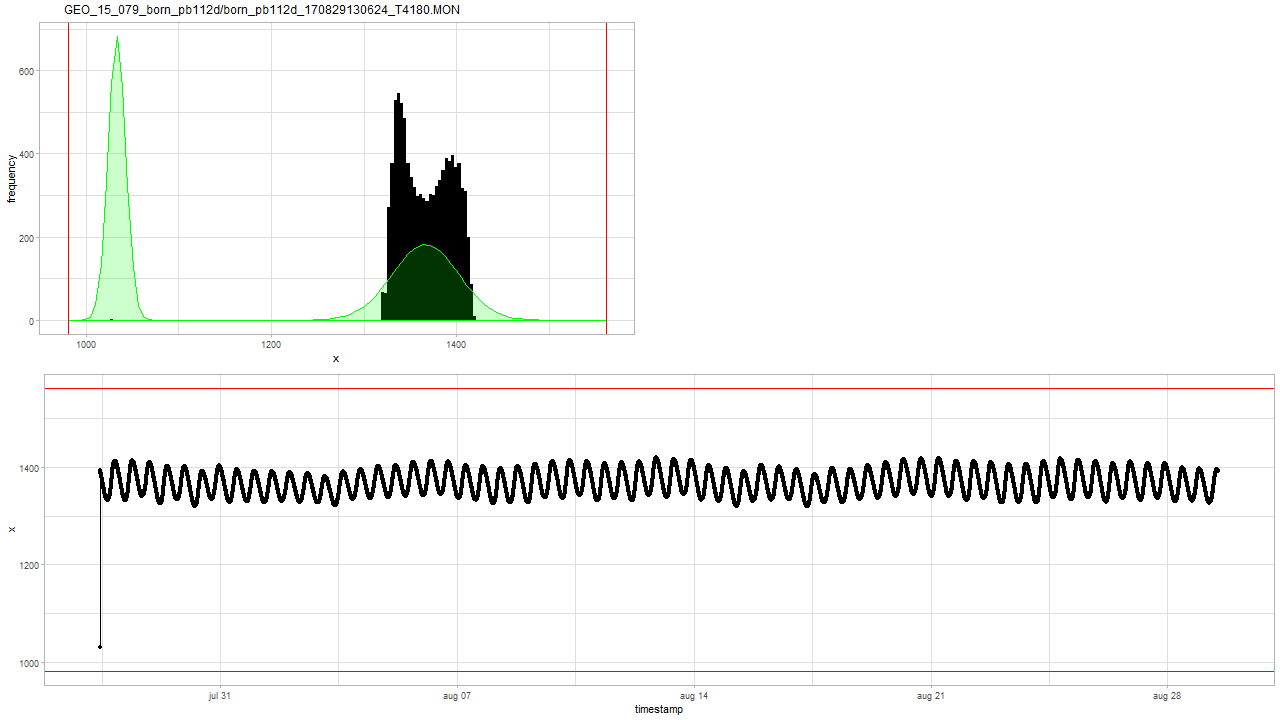 GEO_15_079_born_pb112d/born_pb112d_170829130624_T4180.MON
frequency
600
400
200
0
1000 1200 1400
x
x
1400
1200
1000
jul 31 aug 07 aug 14 aug 21 aug 28
timestamp